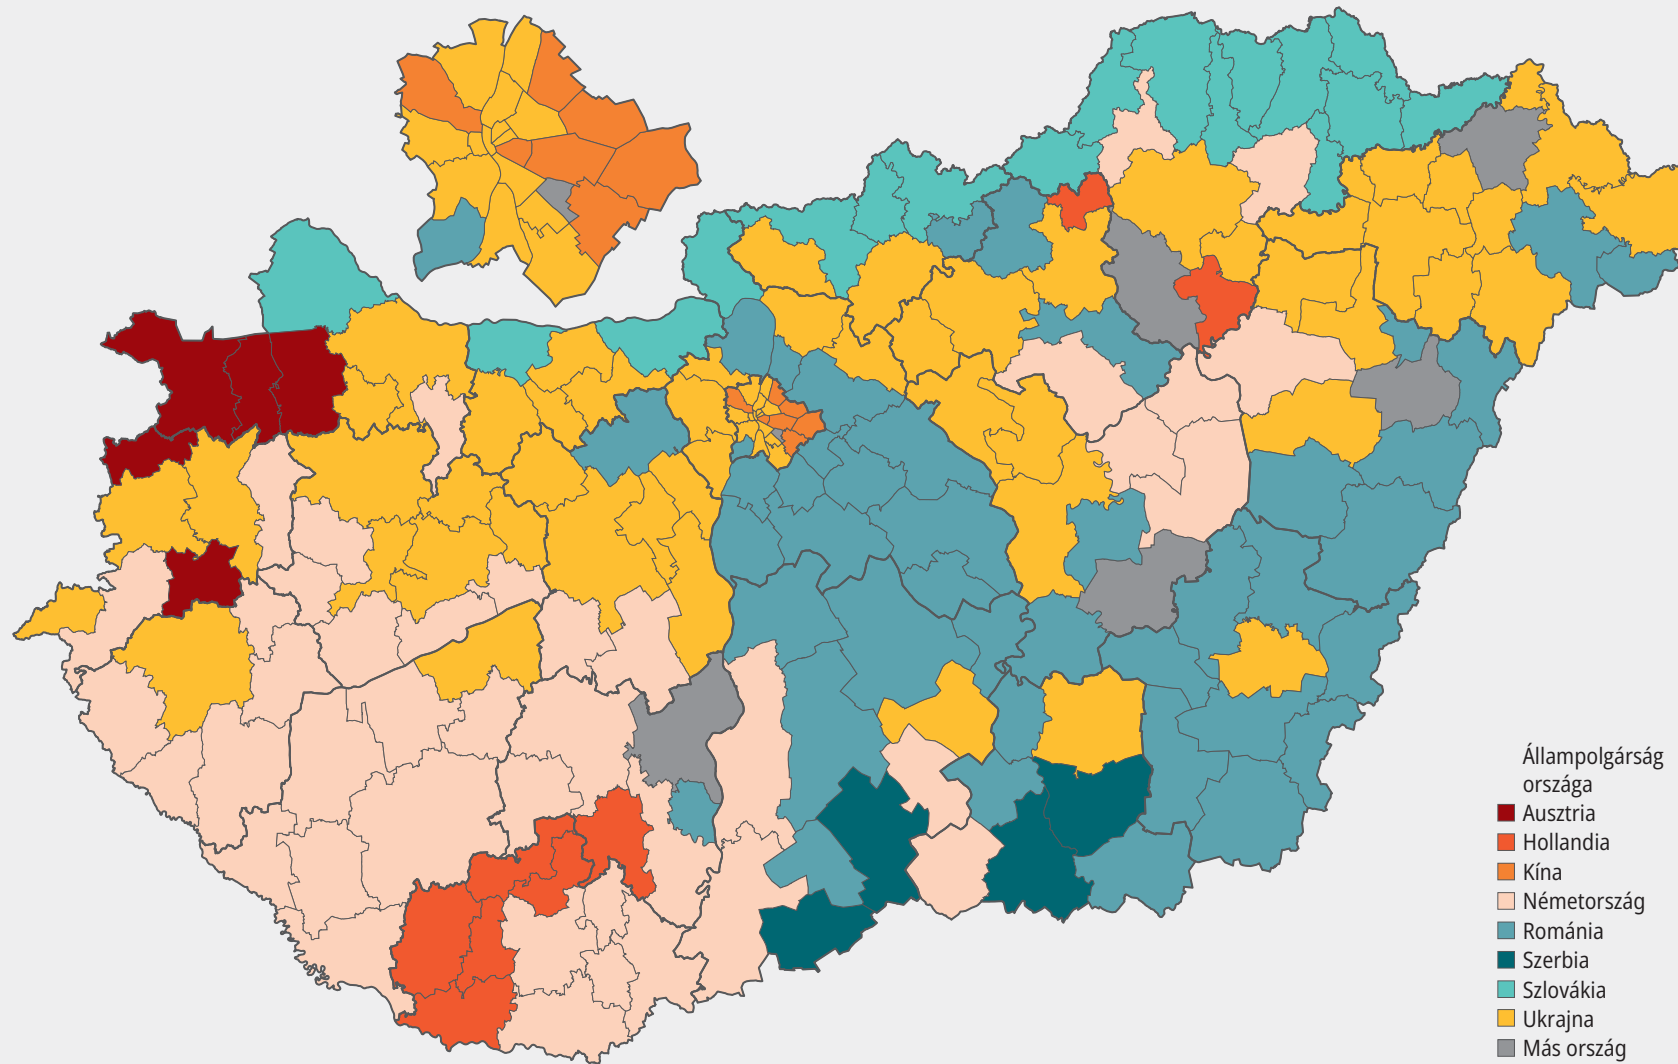 Állampolgárság
országa
Ausztria
Hollandia
Kína
Németország
Románia
Szerbia
Szlovákia
Ukrajna
Más ország